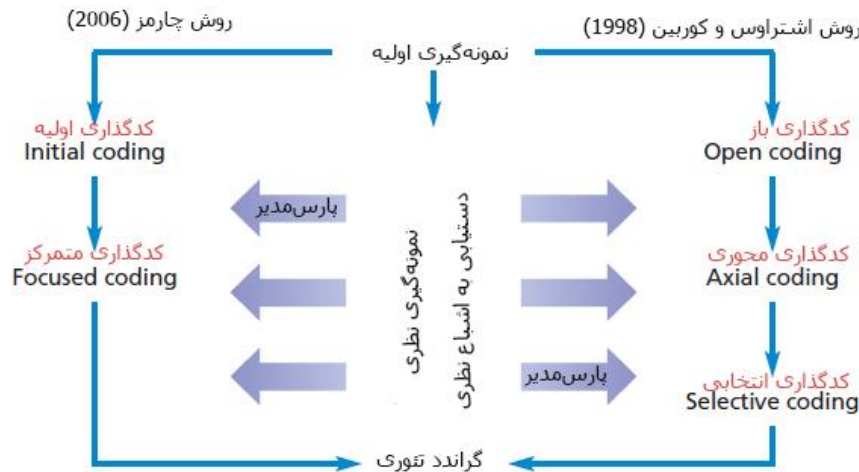 روش اشتراوس و کوربین (1998)
روش چارمز (2006)
نمونه‌گیری اولیه
کدگذاری باز
Open coding
کدگذاری اولیه
Initial coding
پارس‌مدیر
کدگذاری محوری
Axial coding
کدگذاری متمرکز
Focused coding
دستیابی به اشباع نظری
نمونه‌گیری نظری
کدگذاری انتخابی
Selective coding
پارس‌مدیر
گراندد تئوری